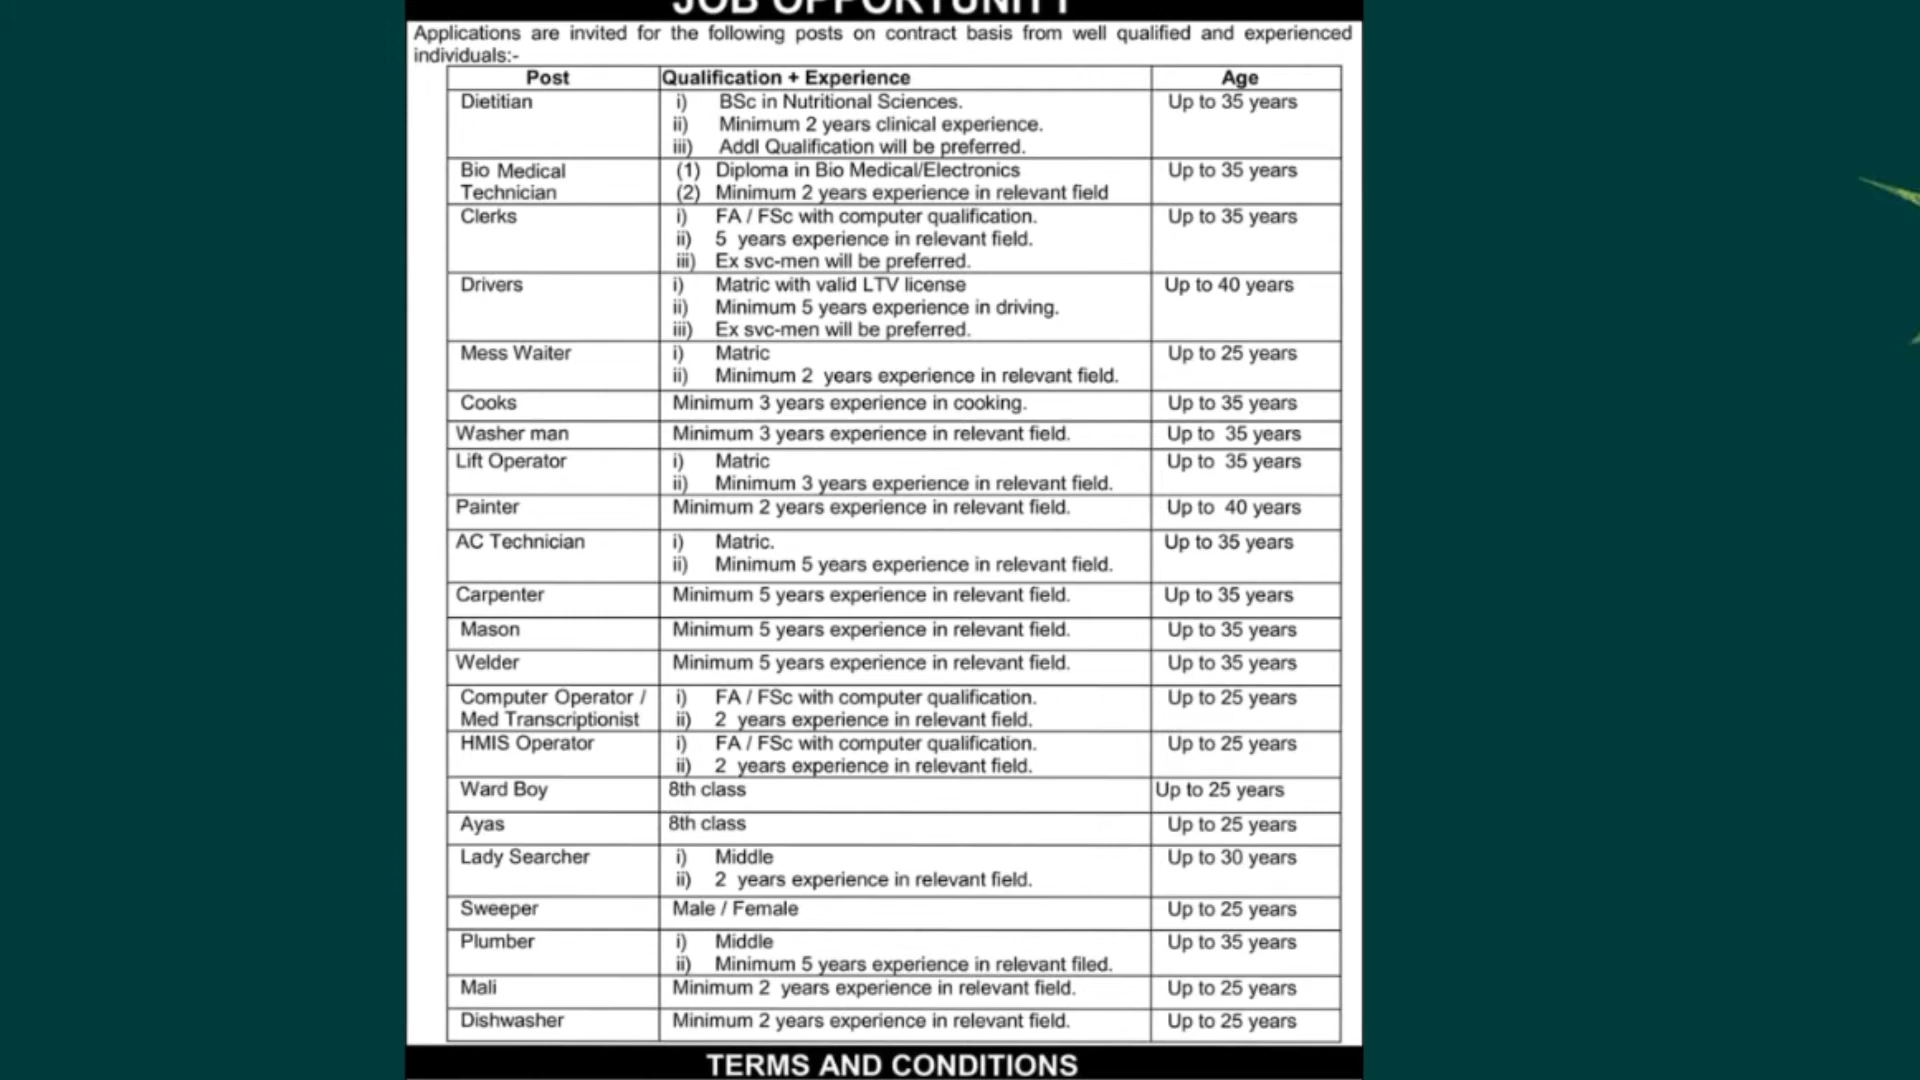 JOB OPPORTUNITY
Applications are invited for the following posts on contract basis from well qualified and experienced
individuals:-
Post Qualification + Experience Age
Dietitian i) BSc in Nutritional Sciences. Up to 35 years
ii) Minimum 2 years clinical experience.
iii) Addl Qualification will be preferred.
Bio Medical (1) Diploma in Bio Medical/Electronics Up to 35 years
Technician (2) Minimum 2 years experience in relevant field
Clerks i) FA / FSc with computer qualification. Up to 35 years
ii) 5 years experience in relevant field.
iii) Ex svc-men will be preferred.
Drivers i) Matric with valid LTV license Up to 40 years
ii) Minimum 5 years experience in driving.
iii) Ex svc-men will be preferred.
Mess Waiter i) Matric Up to 25 years
ii) Minimum 2 years experience in relevant field.
Cooks Minimum 3 years experience in cooking. Up to 35 years
Washer man Minimum 3 years experience in relevant field. Up to 35 years
Lift Operator i) Matric Up to 35 years
ii) Minimum 3 years experience in relevant field.
Painter Minimum 2 years experience in relevant field. Up to 40 years
AC Technician i) Matric. Up to 35 years
ii) Minimum 5 years experience in relevant field.
Carpenter Minimum 5 years experience in relevant field. Up to 35 years
Mason Minimum 5 years experience in relevant field. Up to 35 years
Welder Minimum 5 years experience in relevant field. Up to 35 years
Computer Operator / i) FA / FSc with computer qualification. Up to 25 years
Med Transcriptionist ii) 2 years experience in relevant field.
HMIS Operator i) FA / FSc with computer qualification. Up to 25 years
ii) 2 years experience in relevant field.
Ward Boy 8th class Up to 25 years
Ayas 8th class Up to 25 years
Lady Searcher i) Middle Up to 30 years
ii) 2 years experience in relevant field.
Sweeper Male / Female Up to 25 years
Plumber i) Middle Up to 35 years
ii) Minimum 5 years experience in relevant filed.
Mali Minimum 2 years experience in relevant field. Up to 25 years
Dishwasher Minimum 2 years experience in relevant field. Up to 25 years
TERMS AND CONDITIONS